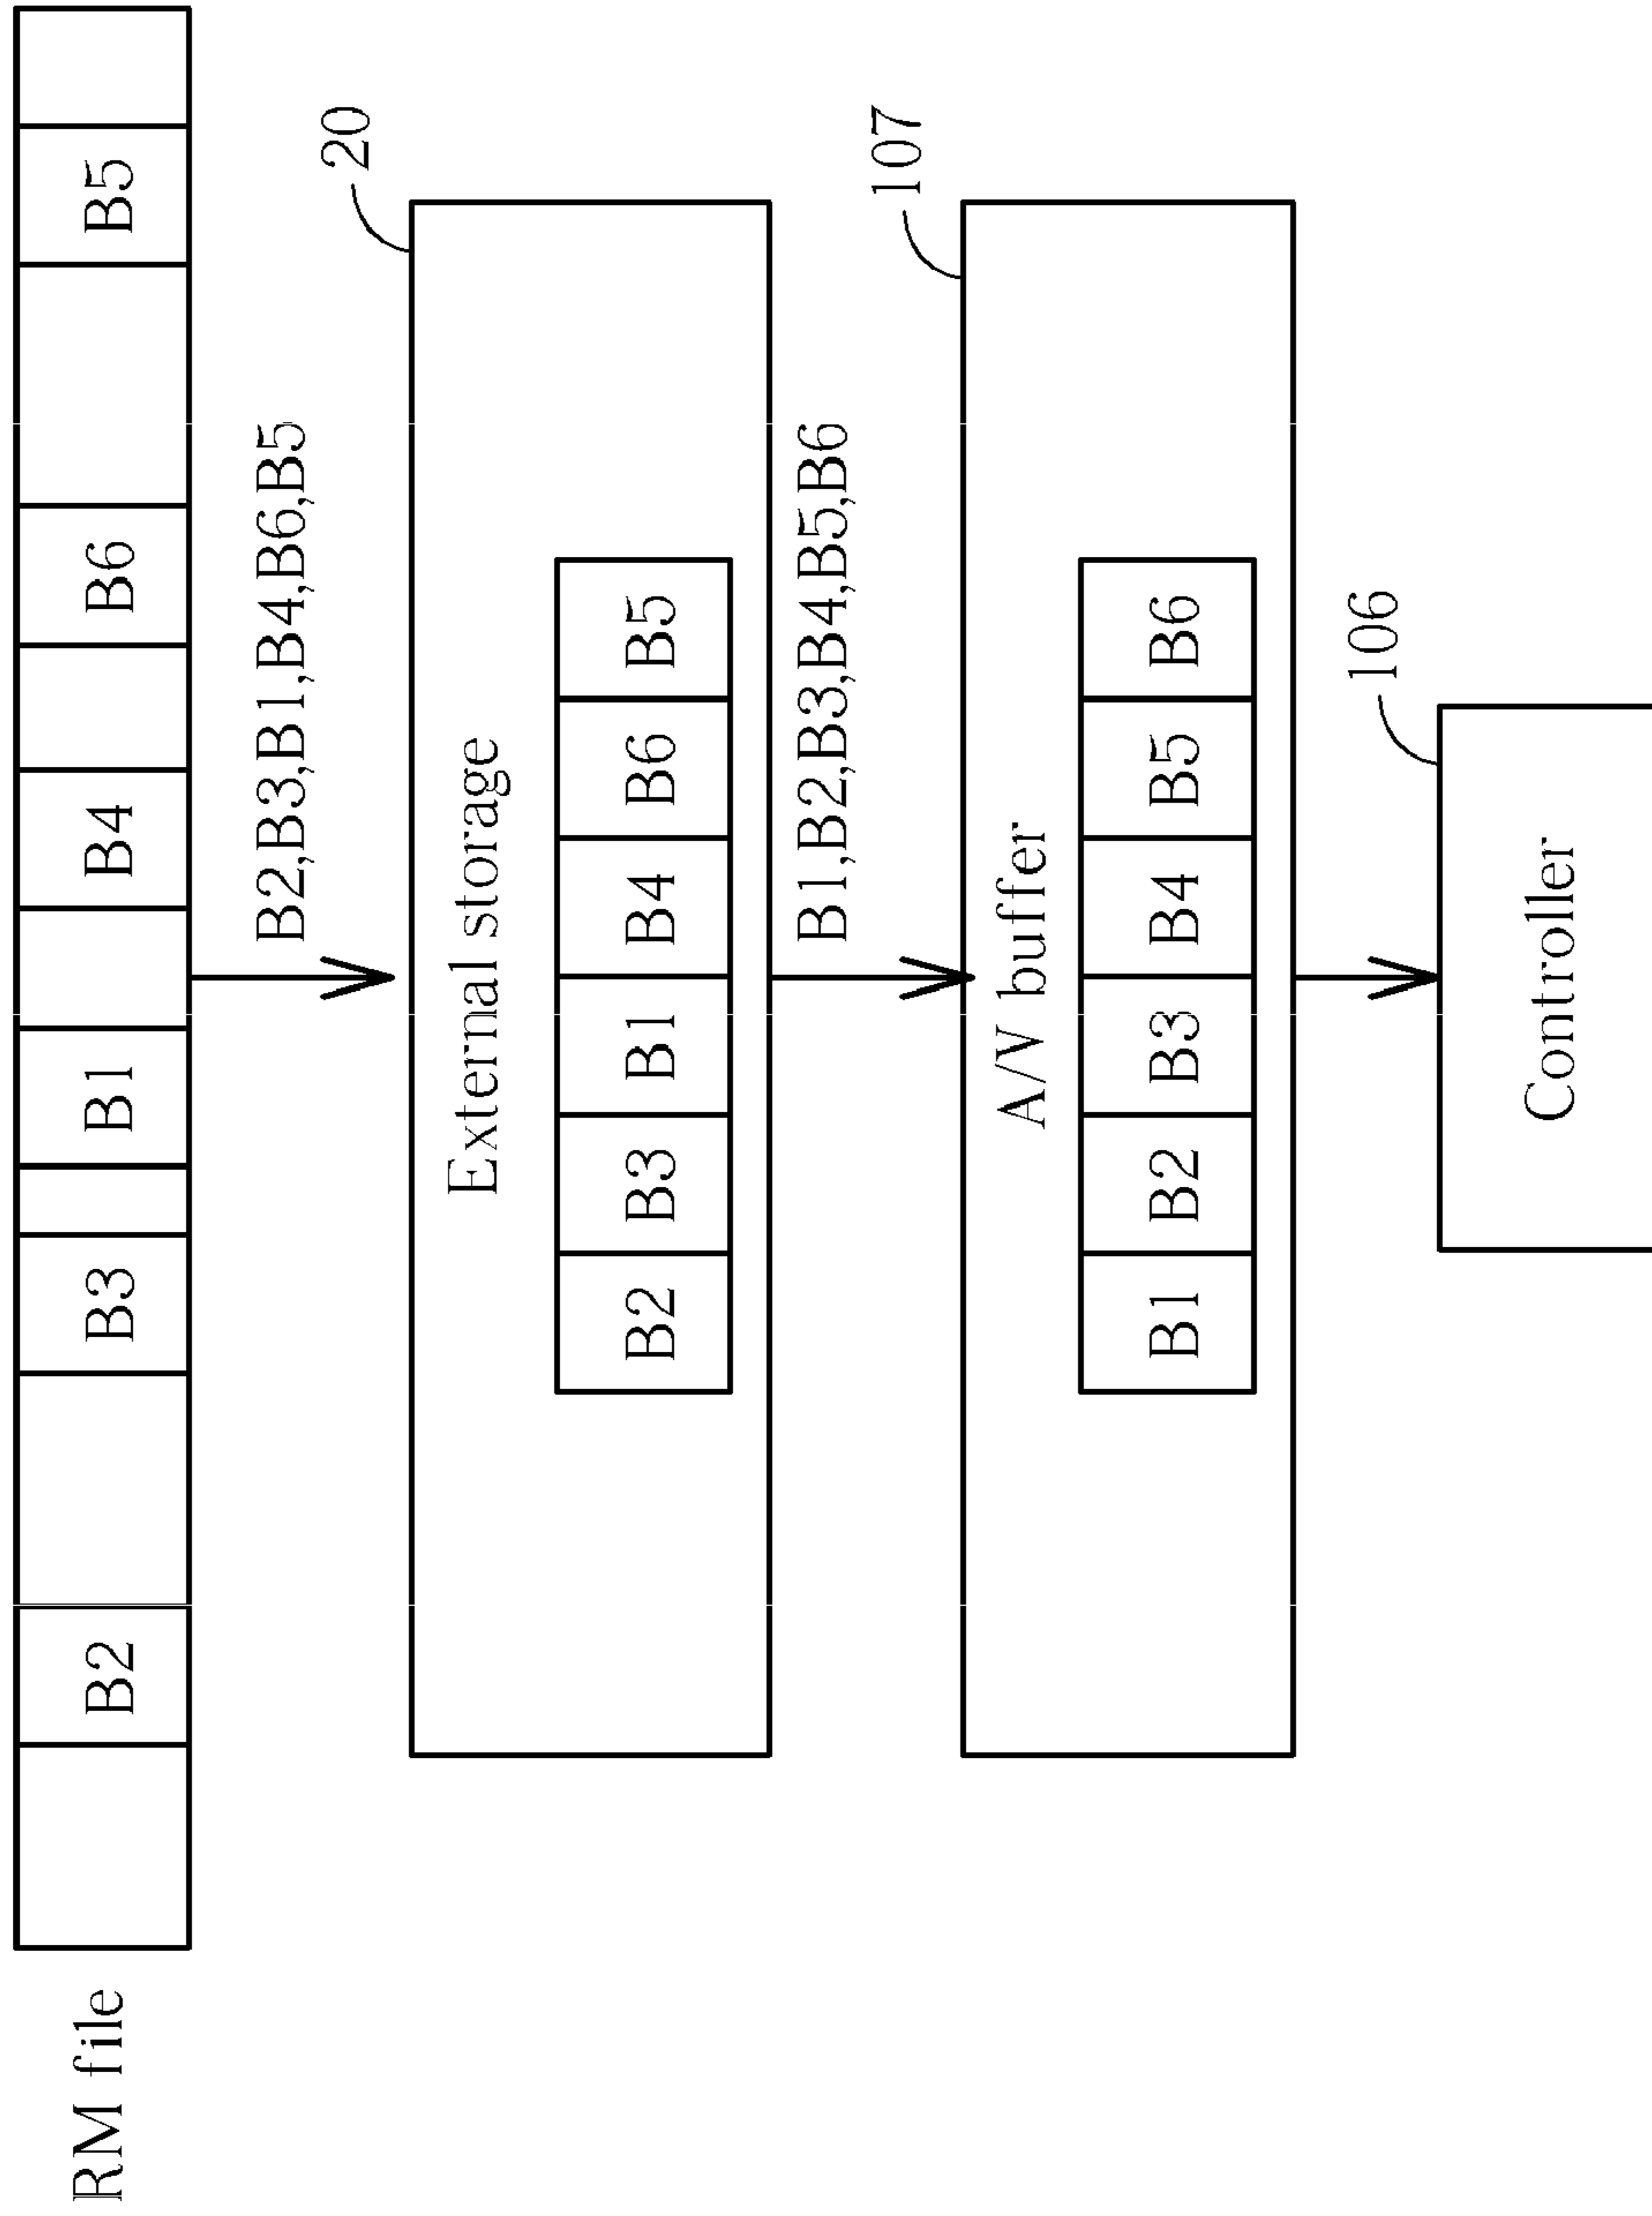 RM file
B2 B3 B1 B4 B6 B5
B2,B3,B1,B4,B6,B5
20
External storage
B2 B3 B1 B4 B6 B5
B1,B2,B3,B4,B5,B6
107
A/V buffer
B1 B2 B3 B4 B5 B6
106
Controller